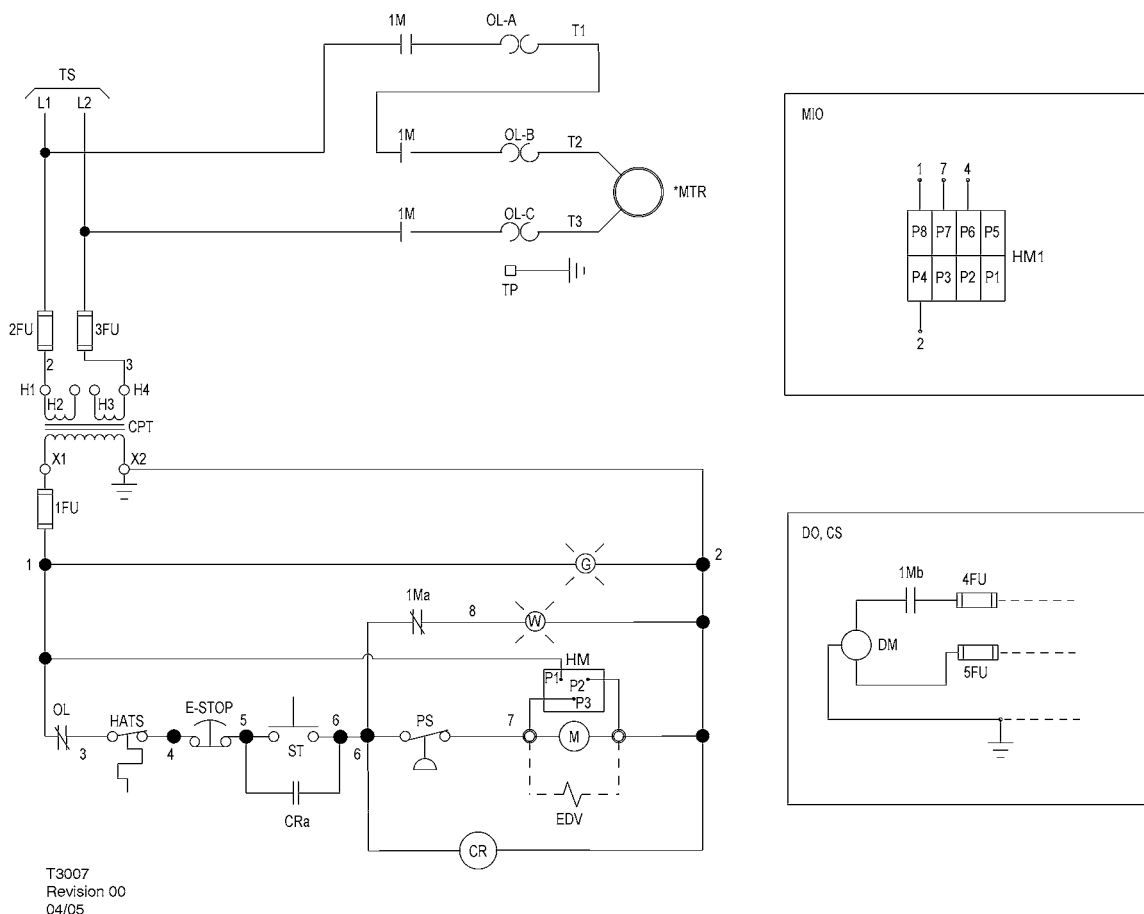 1M OL-A T1
TS
L1 L2
1M OL-B T2
*MTR
1M OL-C T3
TP
2FU 3FU
2 3
H1 H2 H3 H4
CPT
X1 X2
1FU
1 G 2
1Ma 8 W
HM
P1 P2
P3
OL HATS E-STOP 5 6 PS 7 M
3 4 ST 6
CRa EDV
CR
T3007
Revision 00
04/05
MIO
1 7 4
P8 P7 P6 P5
HM1
P4 P3 P2 P1
2
DO, CS
1Mb 4FU
DM
5FU